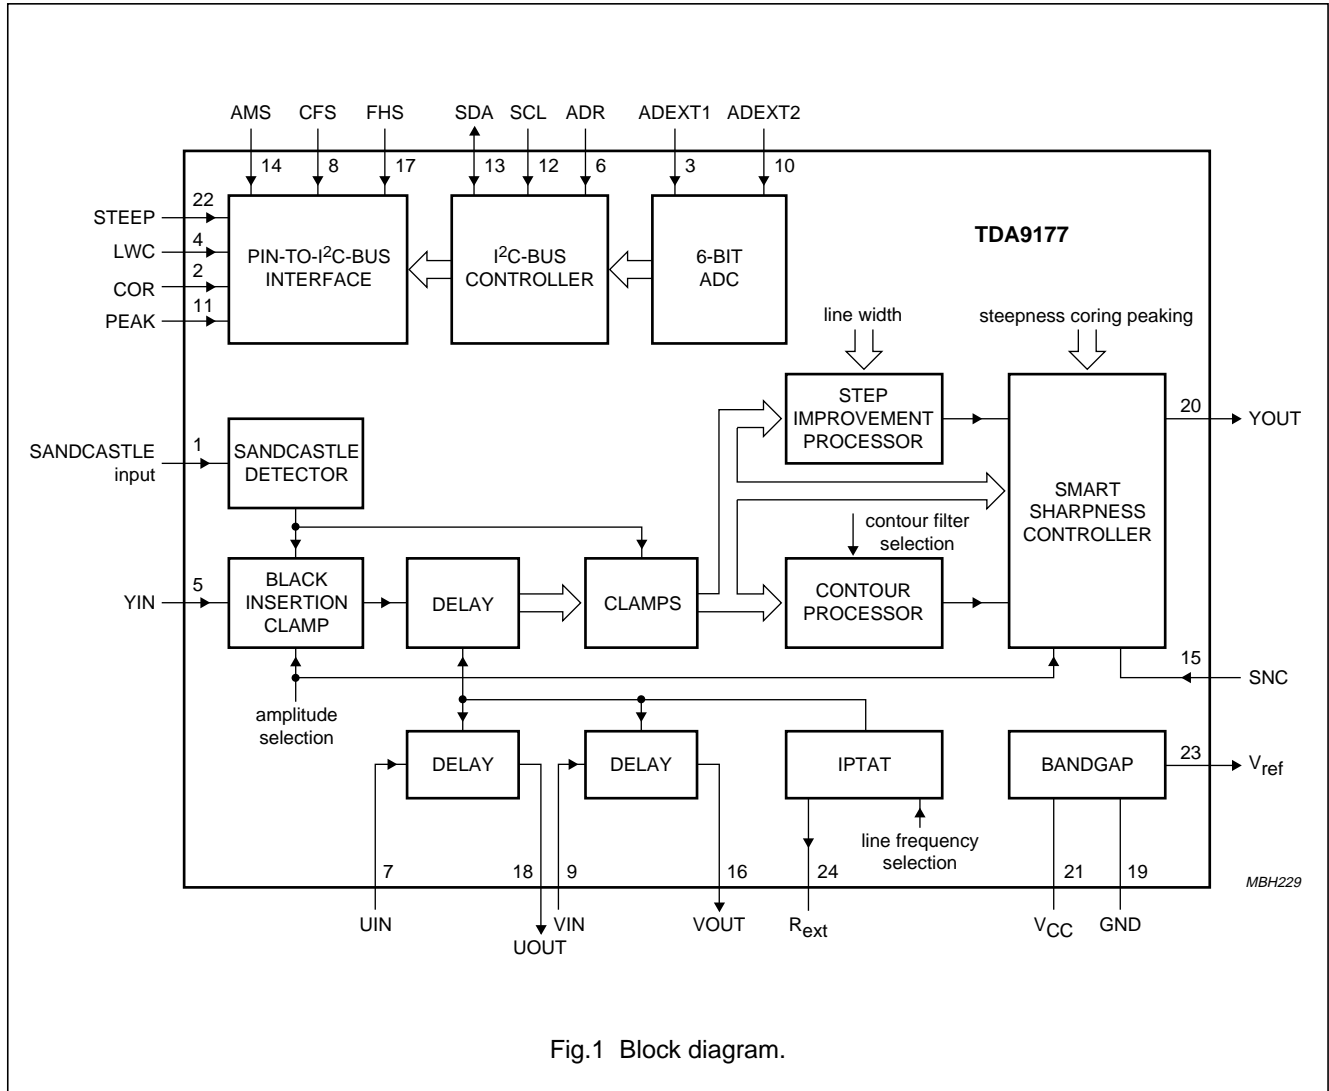 AMS CFS FHS SDA SCL ADR ADEXT1 ADEXT2
14 8 17 13 12 6 3 10
TDA9177
STEEP 22
LWC 4
COR 2
PEAK 11
PIN-TO-I²C-BUS
INTERFACE
I²C-BUS
CONTROLLER
6-BIT
ADC
line width
steepness coring peaking
STEP
IMPROVEMENT
PROCESSOR
20 YOUT
SANDCASTLE
input
1
SANDCASTLE
DETECTOR
SMART
SHARPNESS
CONTROLLER
contour filter
selection
YIN 5
BLACK
INSERTION
CLAMP
DELAY
CLAMPS
CONTOUR
PROCESSOR
15 SNC
amplitude
selection
DELAY
DELAY
IPTAT
BANDGAP
23 Vref
line frequency
selection
7 18 9 16 24 21 19
MBH229
UIN UOUT VIN VOUT Rext VCC GND
Fig.1 Block diagram.